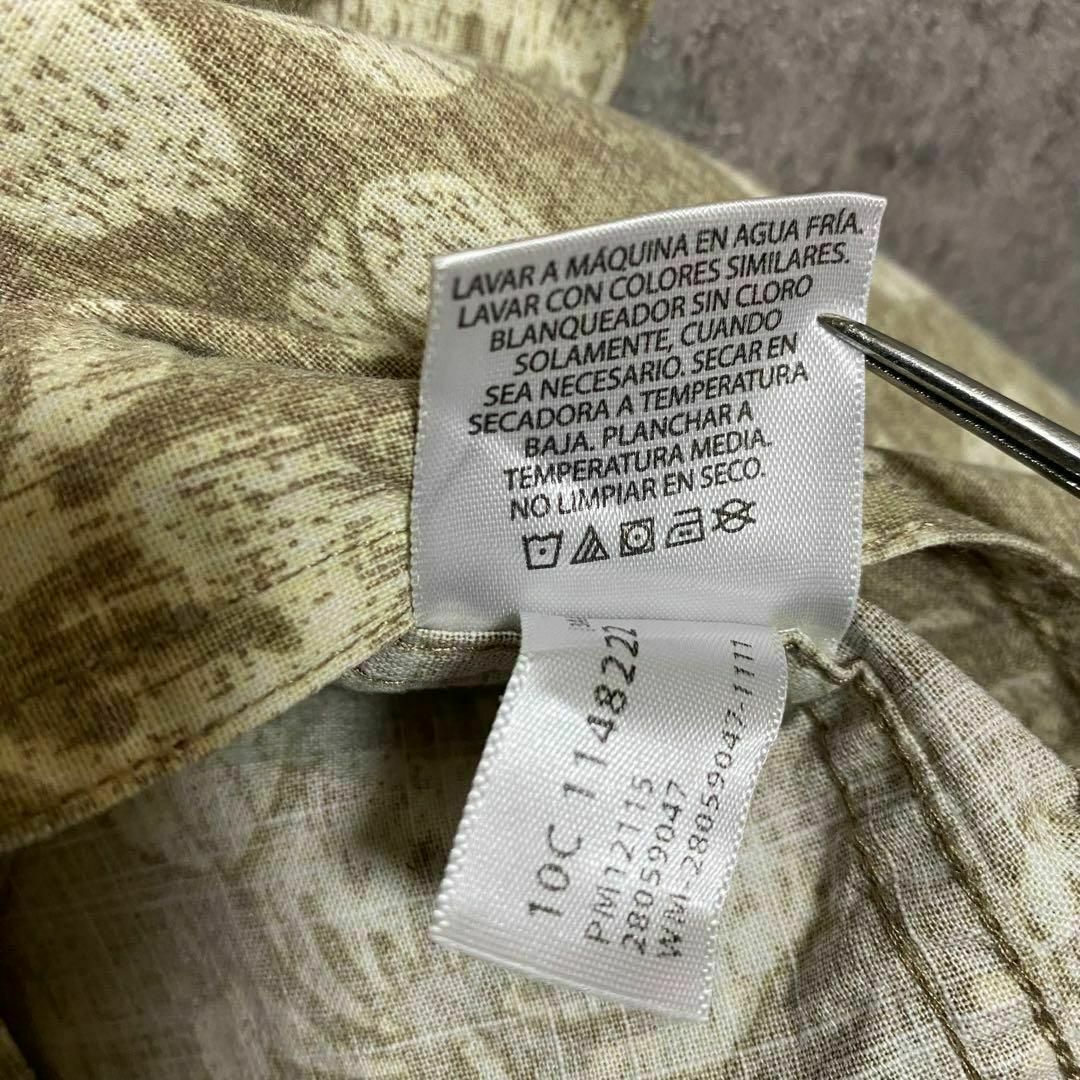 LAVAR A MÁQUINA EN AGUA FRÍA.
LAVAR CON COLORES SIMILARES.
BLANQUEADOR SIN CLORO
SOLAMENTE, CUANDO
SEA NECESARIO. SECAR EN
SECADORA A TEMPERATURA
BAJA. PLANCHAR A
TEMPERATURA MEDIA.
NO LIMPIAR EN SECO.
10C 1148222
PM12115
28059047
WM-28059047-1111